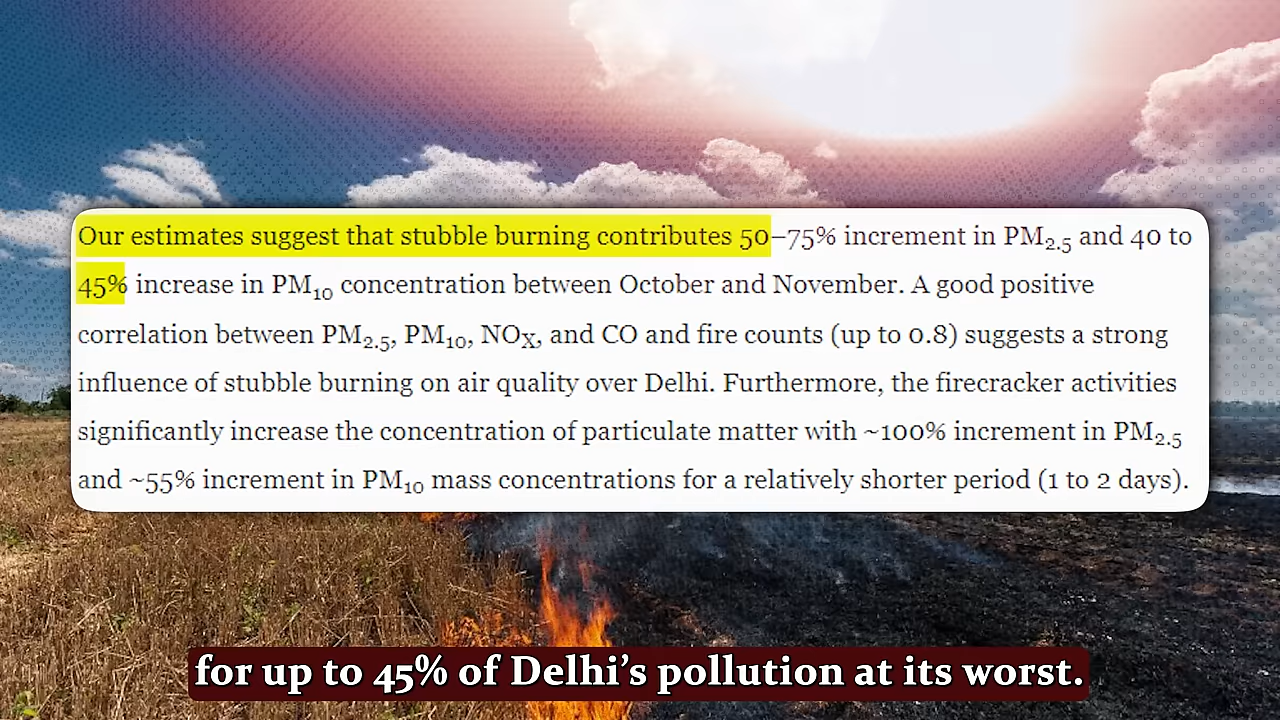 Our estimates suggest that stubble burning contributes 50–75% increment in PM2.5 and 40 to
45% increase in PM10 concentration between October and November. A good positive
correlation between PM2.5, PM10, NOX, and CO and fire counts (up to 0.8) suggests a strong
influence of stubble burning on air quality over Delhi. Furthermore, the firecracker activities
significantly increase the concentration of particulate matter with ~100% increment in PM2.5
and ~55% increment in PM10 mass concentrations for a relatively shorter period (1 to 2 days).
for up to 45% of Delhi’s pollution at its worst.